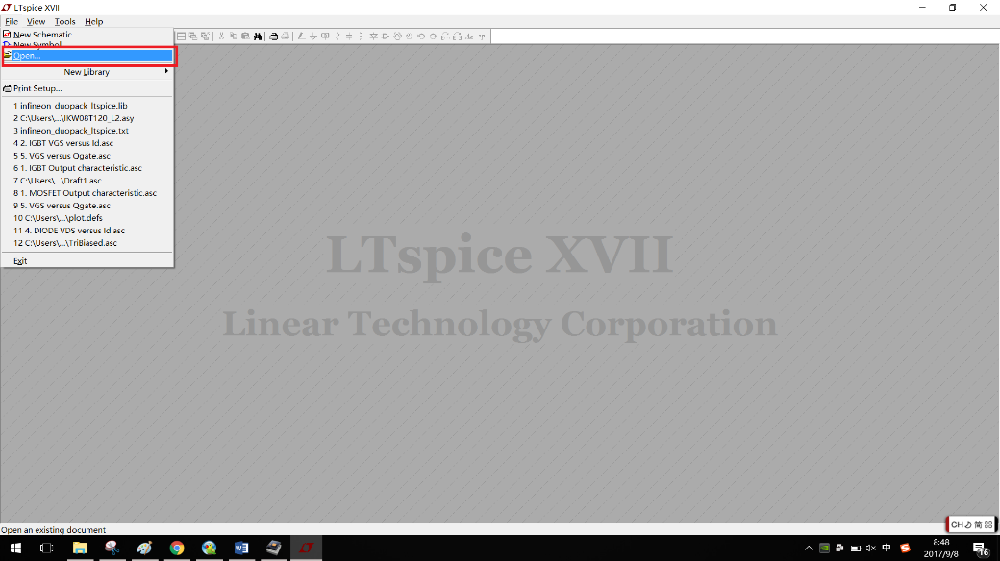 LTspice XVII
File View Tools Help
New Schematic
New Symbol
Open...
New Library
Print Setup...
1 infineon_duopack_ltspice.lib
2 C:\Users\...\IKW08T120_L2.asy
3 infineon_duopack_ltspice.txt
4 2. IGBT VGS versus Id.asc
5 5. VGS versus Qgate.asc
6 1. IGBT Output characteristic.asc
7 C:\Users\...\Draft1.asc
8 1. MOSFET Output characteristic.asc
9 5. VGS versus Qgate.asc
10 C:\Users\...\plot.defs
11 4. DIODE VDS versus Id.asc
12 C:\Users\...\TriBiased.asc
Exit
LTspice XVII
Linear Technology Corporation
Open an existing document
CH 简
中
8:48
2017/9/8
16